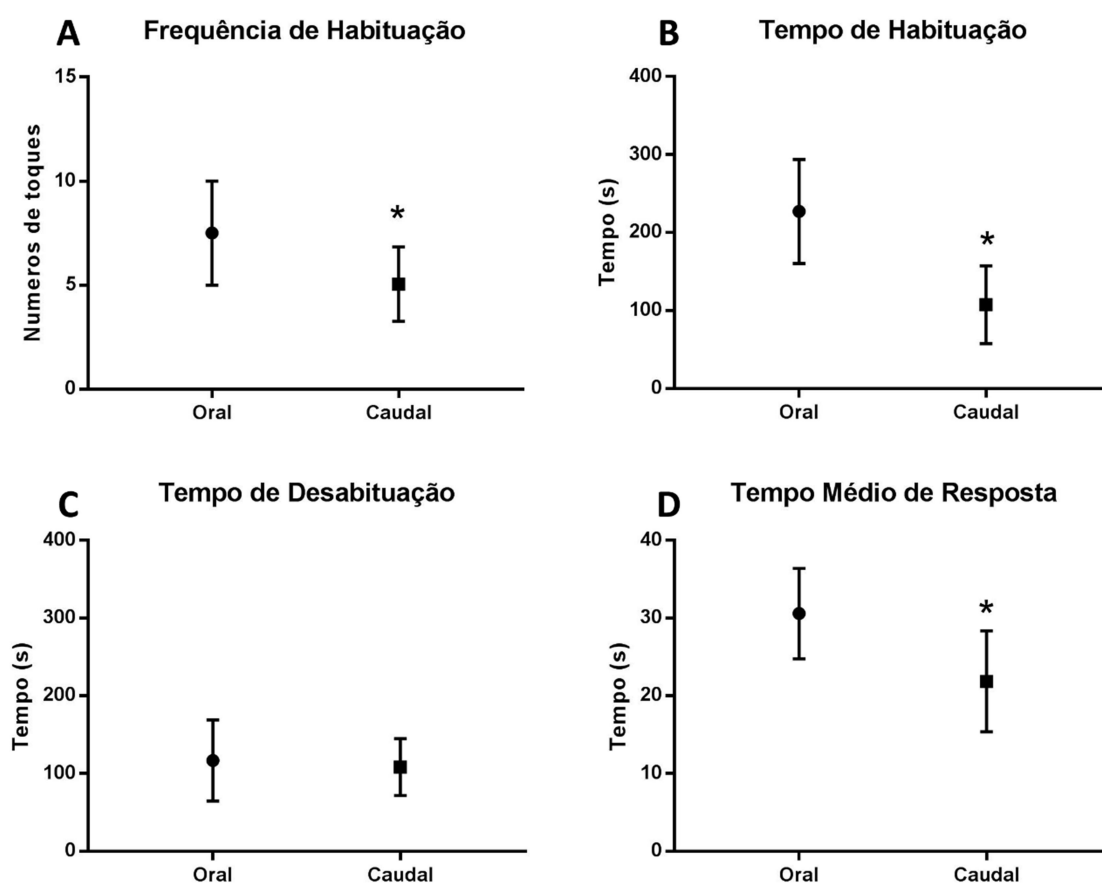 A Frequência de Habituação
Numeros de toques
15
10
5
0
*
Oral Caudal
B Tempo de Habituação
Tempo (s)
400
300
200
100
0
*
Oral Caudal
C Tempo de Desabituação
Tempo (s)
400
300
200
100
0
Oral Caudal
D Tempo Médio de Resposta
Tempo (s)
40
30
20
10
0
*
Oral Caudal